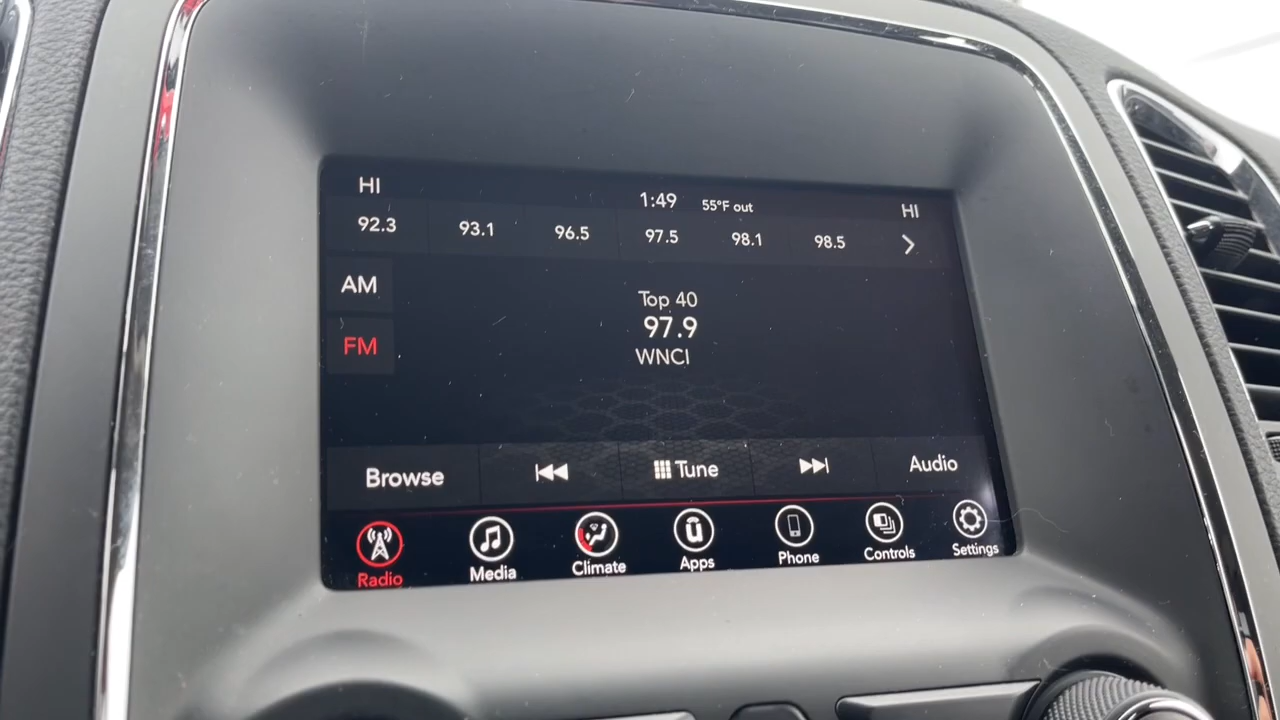 HI 1:49 55°F out HI
92.3 93.1 96.5 97.5 98.1 98.5
AM
FM
Top 40
97.9
WNCI
Browse Tune Audio
Radio Media Climate Apps Phone Controls Settings